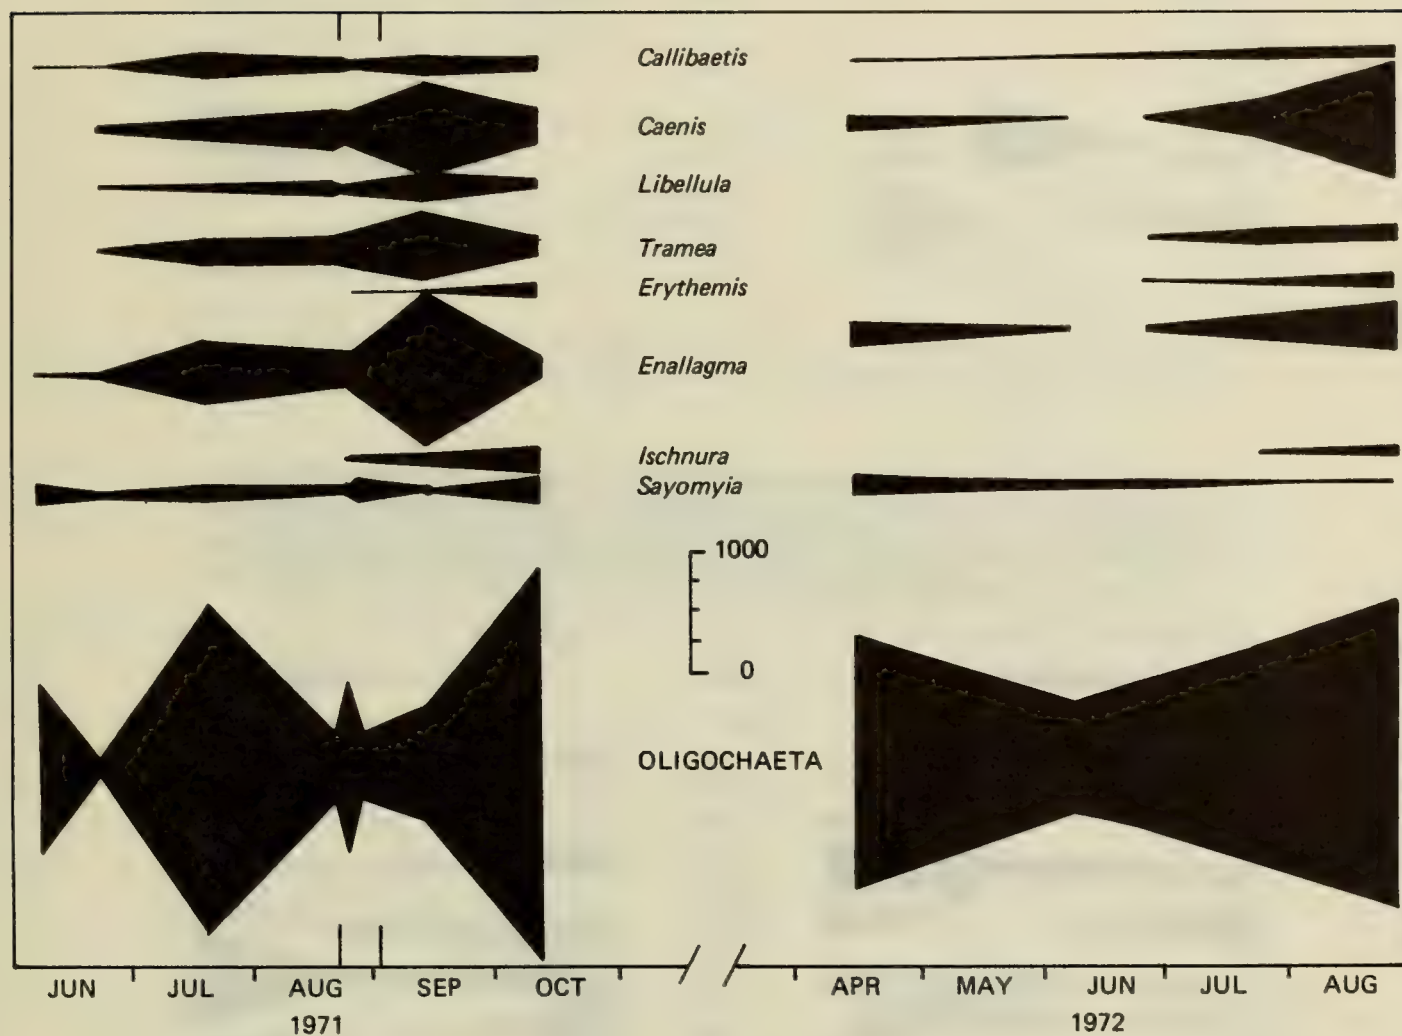 Callibaetis
Caenis
Libellula
Tramea
Erythemis
Enallagma
Ischnura
Sayomyia
1000
0
OLIGOCHAETA
JUN JUL AUG SEP OCT APR MAY JUN JUL AUG
1971 1972